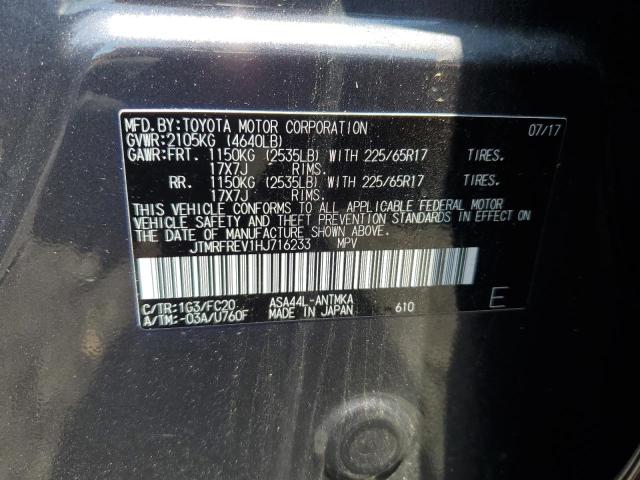 MFD.BY:TOYOTA MOTOR CORPORATION 07/17
GVWR:2105KG (4640LB)
GAWR:FRT. 1150KG (2535LB) WITH 225/65R17 TIRES.
17X7J RIMS.
RR. 1150KG (2535LB) WITH 225/65R17 TIRES.
17X7J RIMS.
THIS VEHICLE CONFORMS TO ALL APPLICABLE FEDERAL MOTOR
VEHICLE SAFETY AND THEFT PREVENTION STANDARDS IN EFFECT ON
THE DATE OF MANUFACTURE SHOWN ABOVE.
JTMRFREV1HJ716233 MPV
C/TR:1G3/FC20 ASA44L-ANTMKA 610 E
A/TM:-03A/U760F MADE IN JAPAN